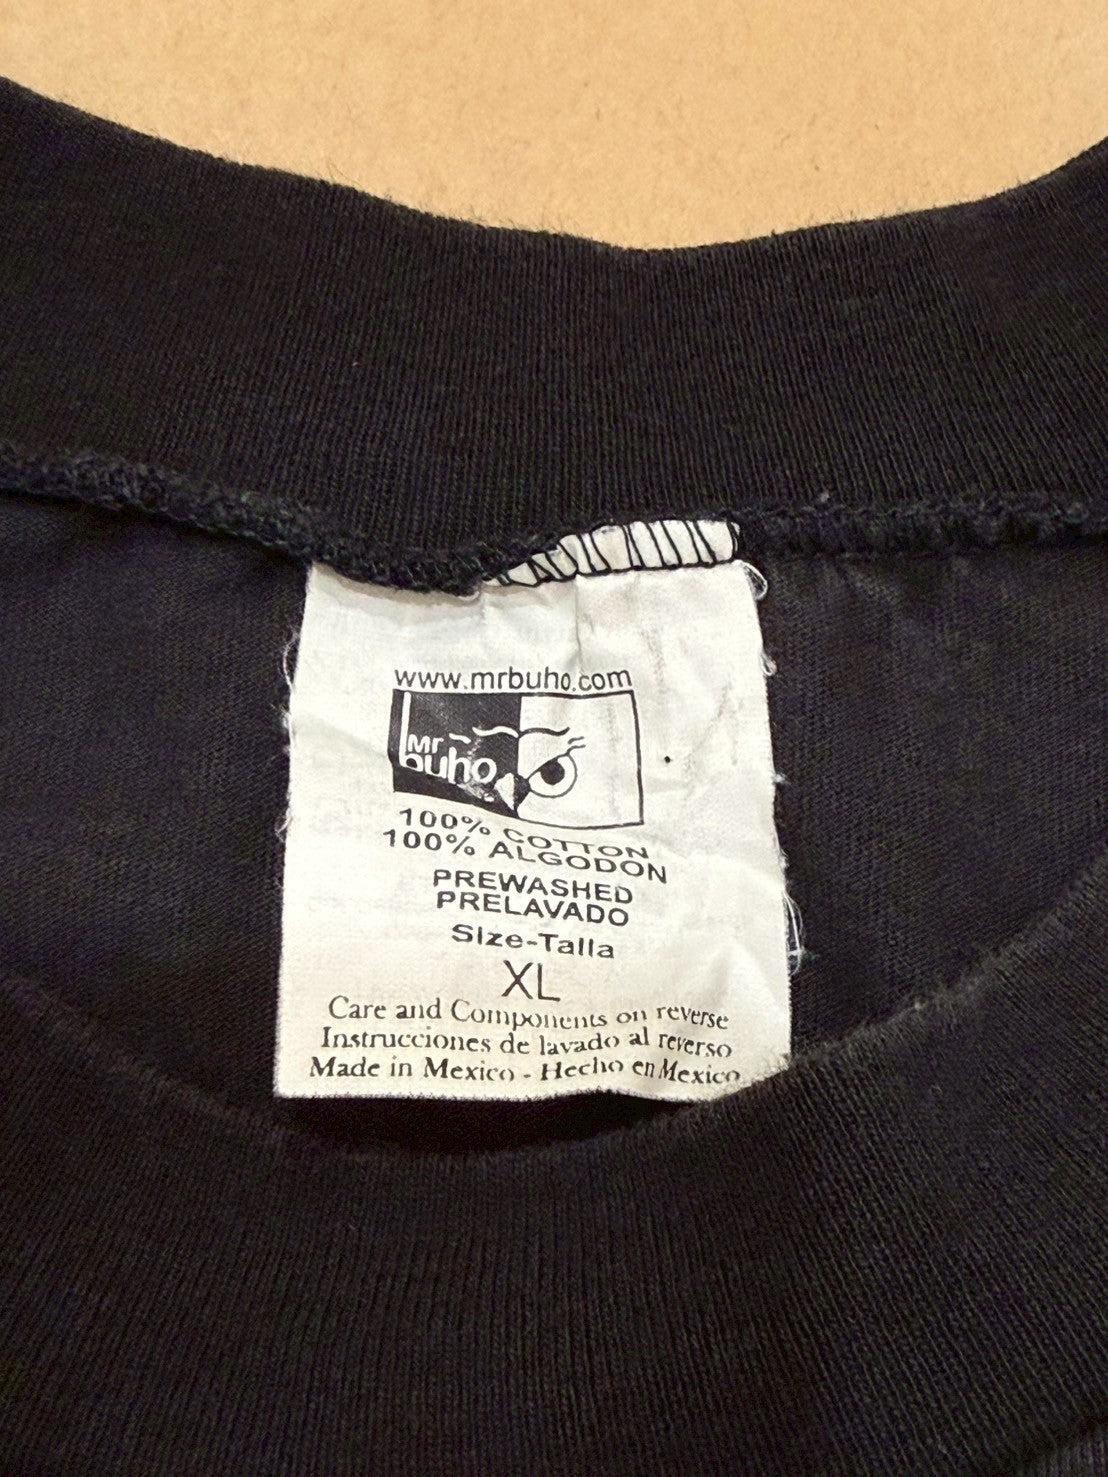 www.mrbuho.com
Mr
buho
100% COTTON
100% ALGODON
PREWASHED
PRELAVADO
Size-Talla
XL
Care and Components on reverse
Instrucciones de lavado al reverso
Made in Mexico - Hecho en Mexico